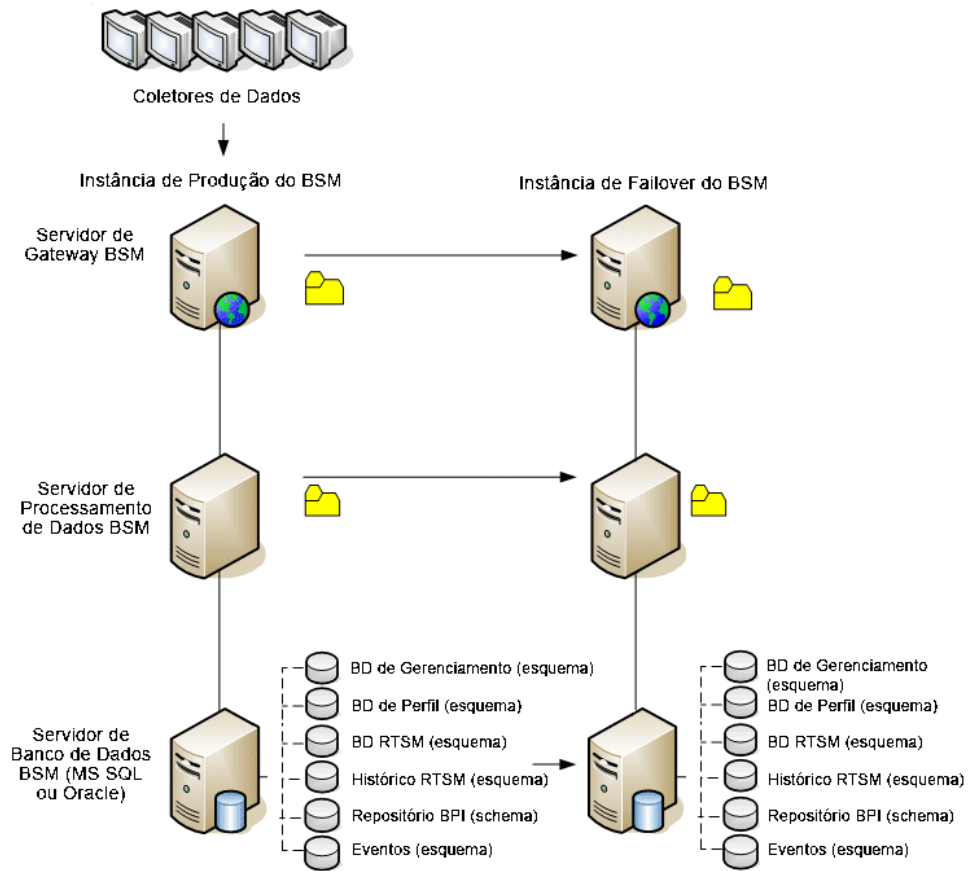 Coletores de Dados
Instância de Produção do BSM
Instância de Failover do BSM
Servidor de
Gateway BSM
Servidor de
Processamento
de Dados BSM
Servidor de
Banco de Dados
BSM (MS SQL
ou Oracle)
BD de Gerenciamento (esquema)
BD de Perfil (esquema)
BD RTSM (esquema)
Histórico RTSM (esquema)
Repositório BPI (schema)
Eventos (esquema)
BD de Gerenciamento
(esquema)
BD de Perfil (esquema)
BD RTSM (esquema)
Histórico RTSM (esquema)
Repositório BPI (schema)
Eventos (esquema)